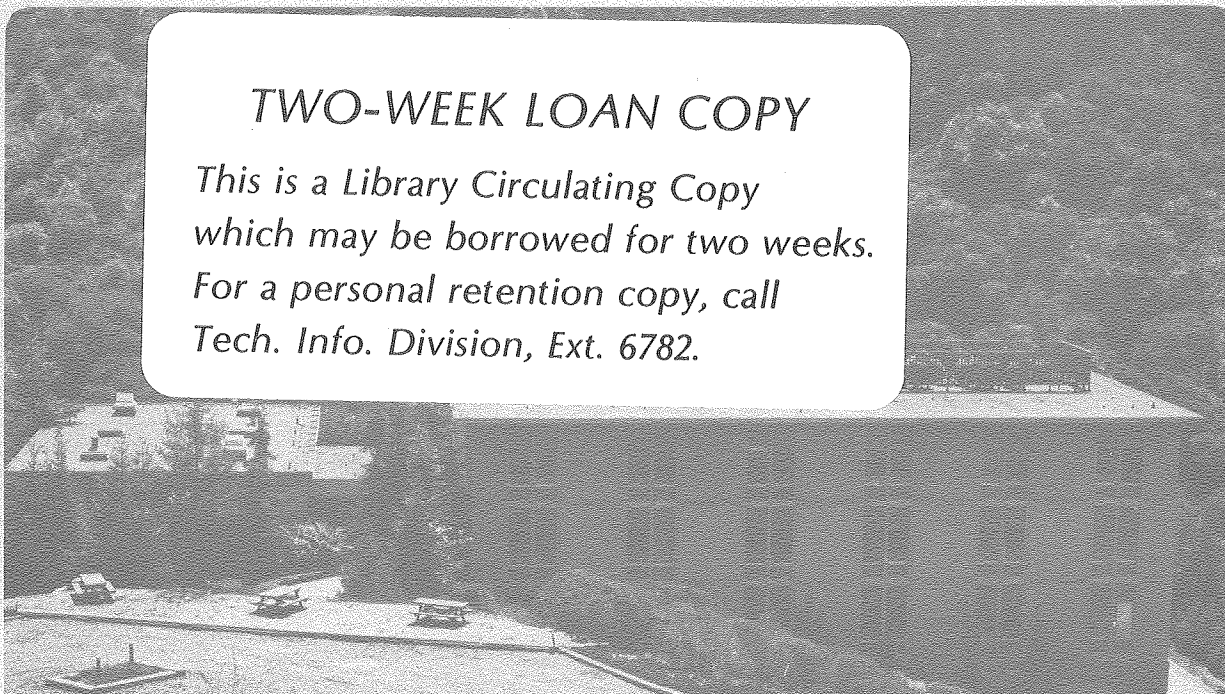 TWO-WEEK LOAN COPY
This is a Library Circulating Copy
which may be borrowed for two weeks.
For a personal retention copy, call
Tech. Info. Division, Ext. 6782.